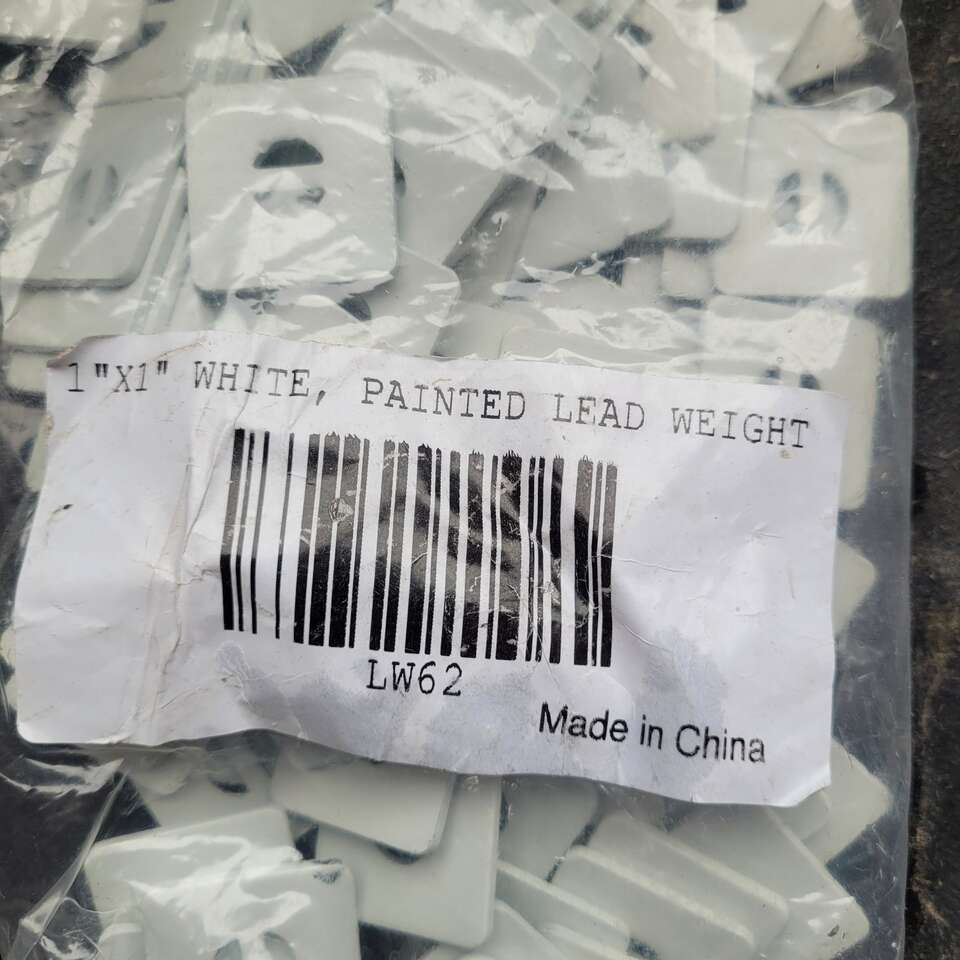 1"X1" WHITE, PAINTED LEAD WEIGHT
LW62
Made in China